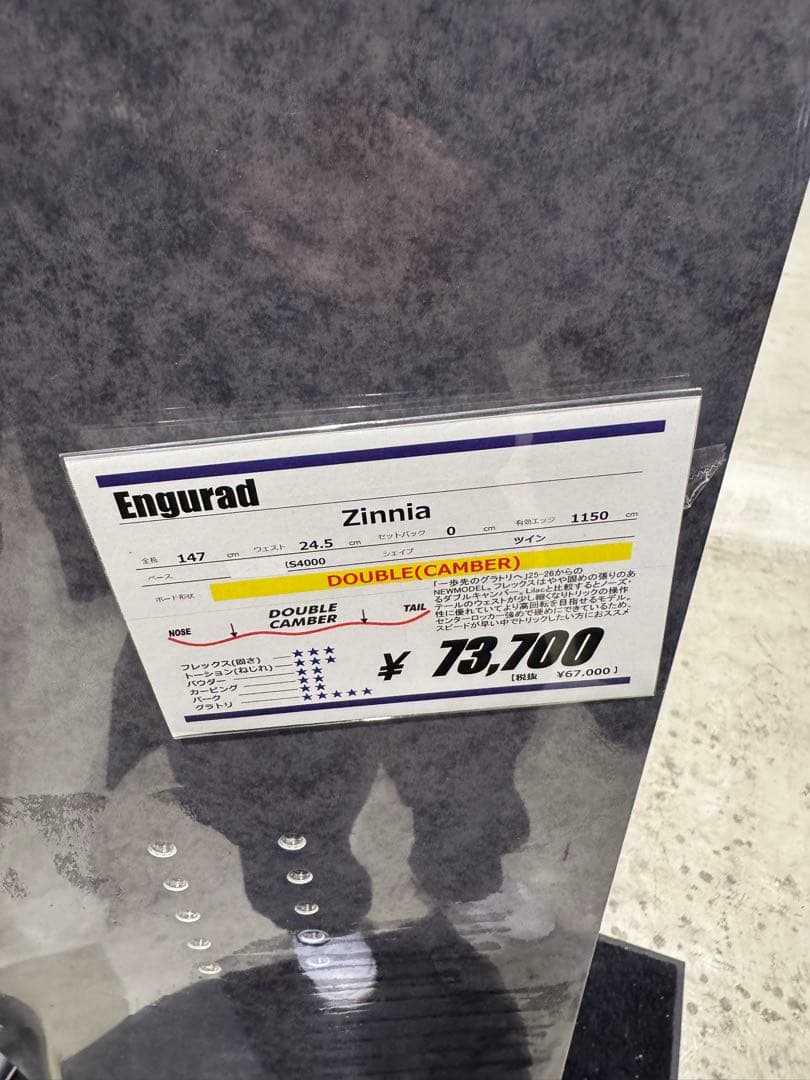 Engurad
Zinnia
全長 147 cm ウェスト 24.5 cm セットバック 0 cm 有効エッジ 1150 cm
ベース IS4000 シェイプ ツイン
ボード形状 DOUBLE(CAMBER)
NOSE DOUBLE CAMBER TAIL
「一歩先のグラトリへ」25-26からの
NEWMODEL。フレックスはやや固めの張りのあ
るダブルキャンバー。Lilacと比較するとノーズ・
テールのウェストが少し細くなりトリックの操作
性に優れていてより高回転を目指せるモデル。
センターロッカー強めで硬めにできているため、
スピードが早い中でトリックしたい方におススメ
フレックス(固さ) ★★★
トーション(ねじれ) ★★★
パウダー ★★
カービング ★★
パーク ★★
グラトリ ★★★★★
¥ 73,700
[税抜 ¥67,000]